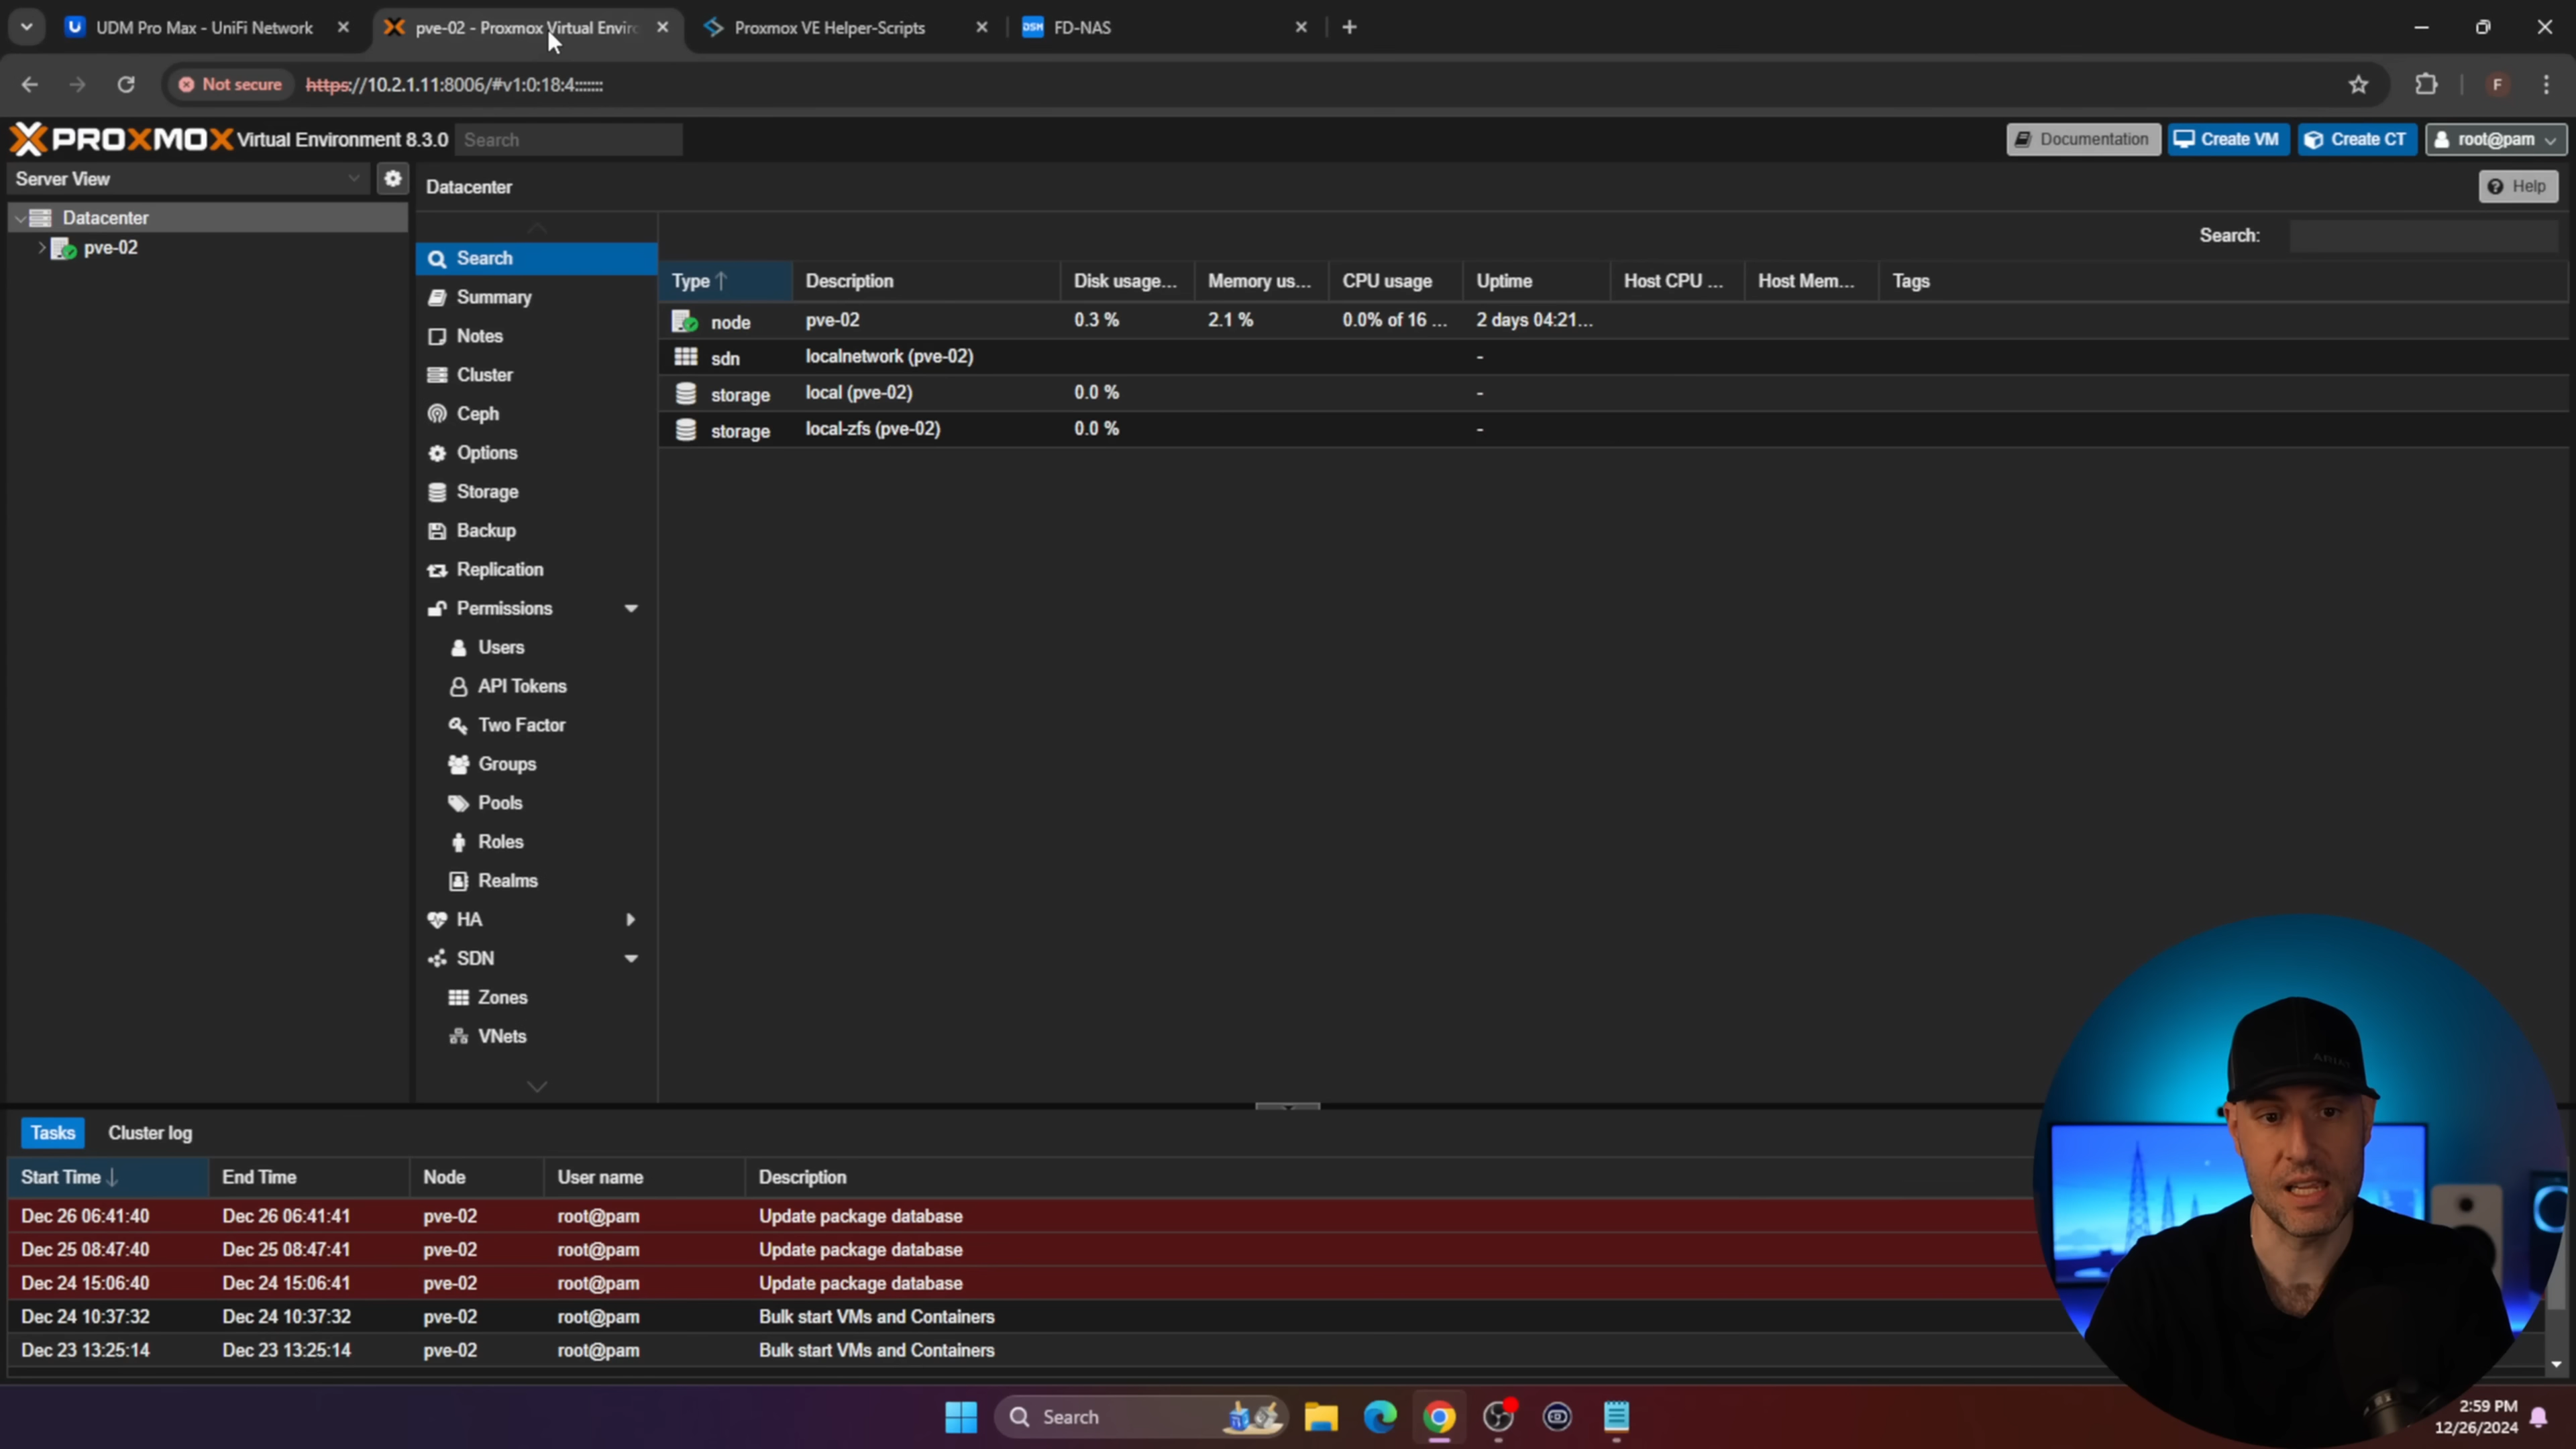 UDM Pro Max - UniFi Network
pve-02 - Proxmox Virtual Enviro
Proxmox VE Helper-Scripts
DSM
FD-NAS
Not secure
https://10.2.1.11:8006/#v1:0:18:4:::::::
F
PROXMOX Virtual Environment 8.3.0
Search
Documentation
Create VM
Create CT
root@pam
Server View
Datacenter
Help
Datacenter
pve-02
Search:
Search
Summary
Notes
Cluster
Ceph
Options
Storage
Backup
Replication
Permissions
Users
API Tokens
Two Factor
Groups
Pools
Roles
Realms
HA
SDN
Zones
VNets
Type Description Disk usage... Memory us... CPU usage Uptime Host CPU ... Host Mem... Tags
node pve-02 0.3 % 2.1 % 0.0% of 16 ... 2 days 04:21...
sdn localnetwork (pve-02) -
storage local (pve-02) 0.0 % -
storage local-zfs (pve-02) 0.0 % -
Tasks Cluster log
Start Time End Time Node User name Description
Dec 26 06:41:40 Dec 26 06:41:41 pve-02 root@pam Update package database
Dec 25 08:47:40 Dec 25 08:47:41 pve-02 root@pam Update package database
Dec 24 15:06:40 Dec 24 15:06:41 pve-02 root@pam Update package database
Dec 24 10:37:32 Dec 24 10:37:32 pve-02 root@pam Bulk start VMs and Containers
Dec 23 13:25:14 Dec 23 13:25:14 pve-02 root@pam Bulk start VMs and Containers
Search
2:59 PM
12/26/2024